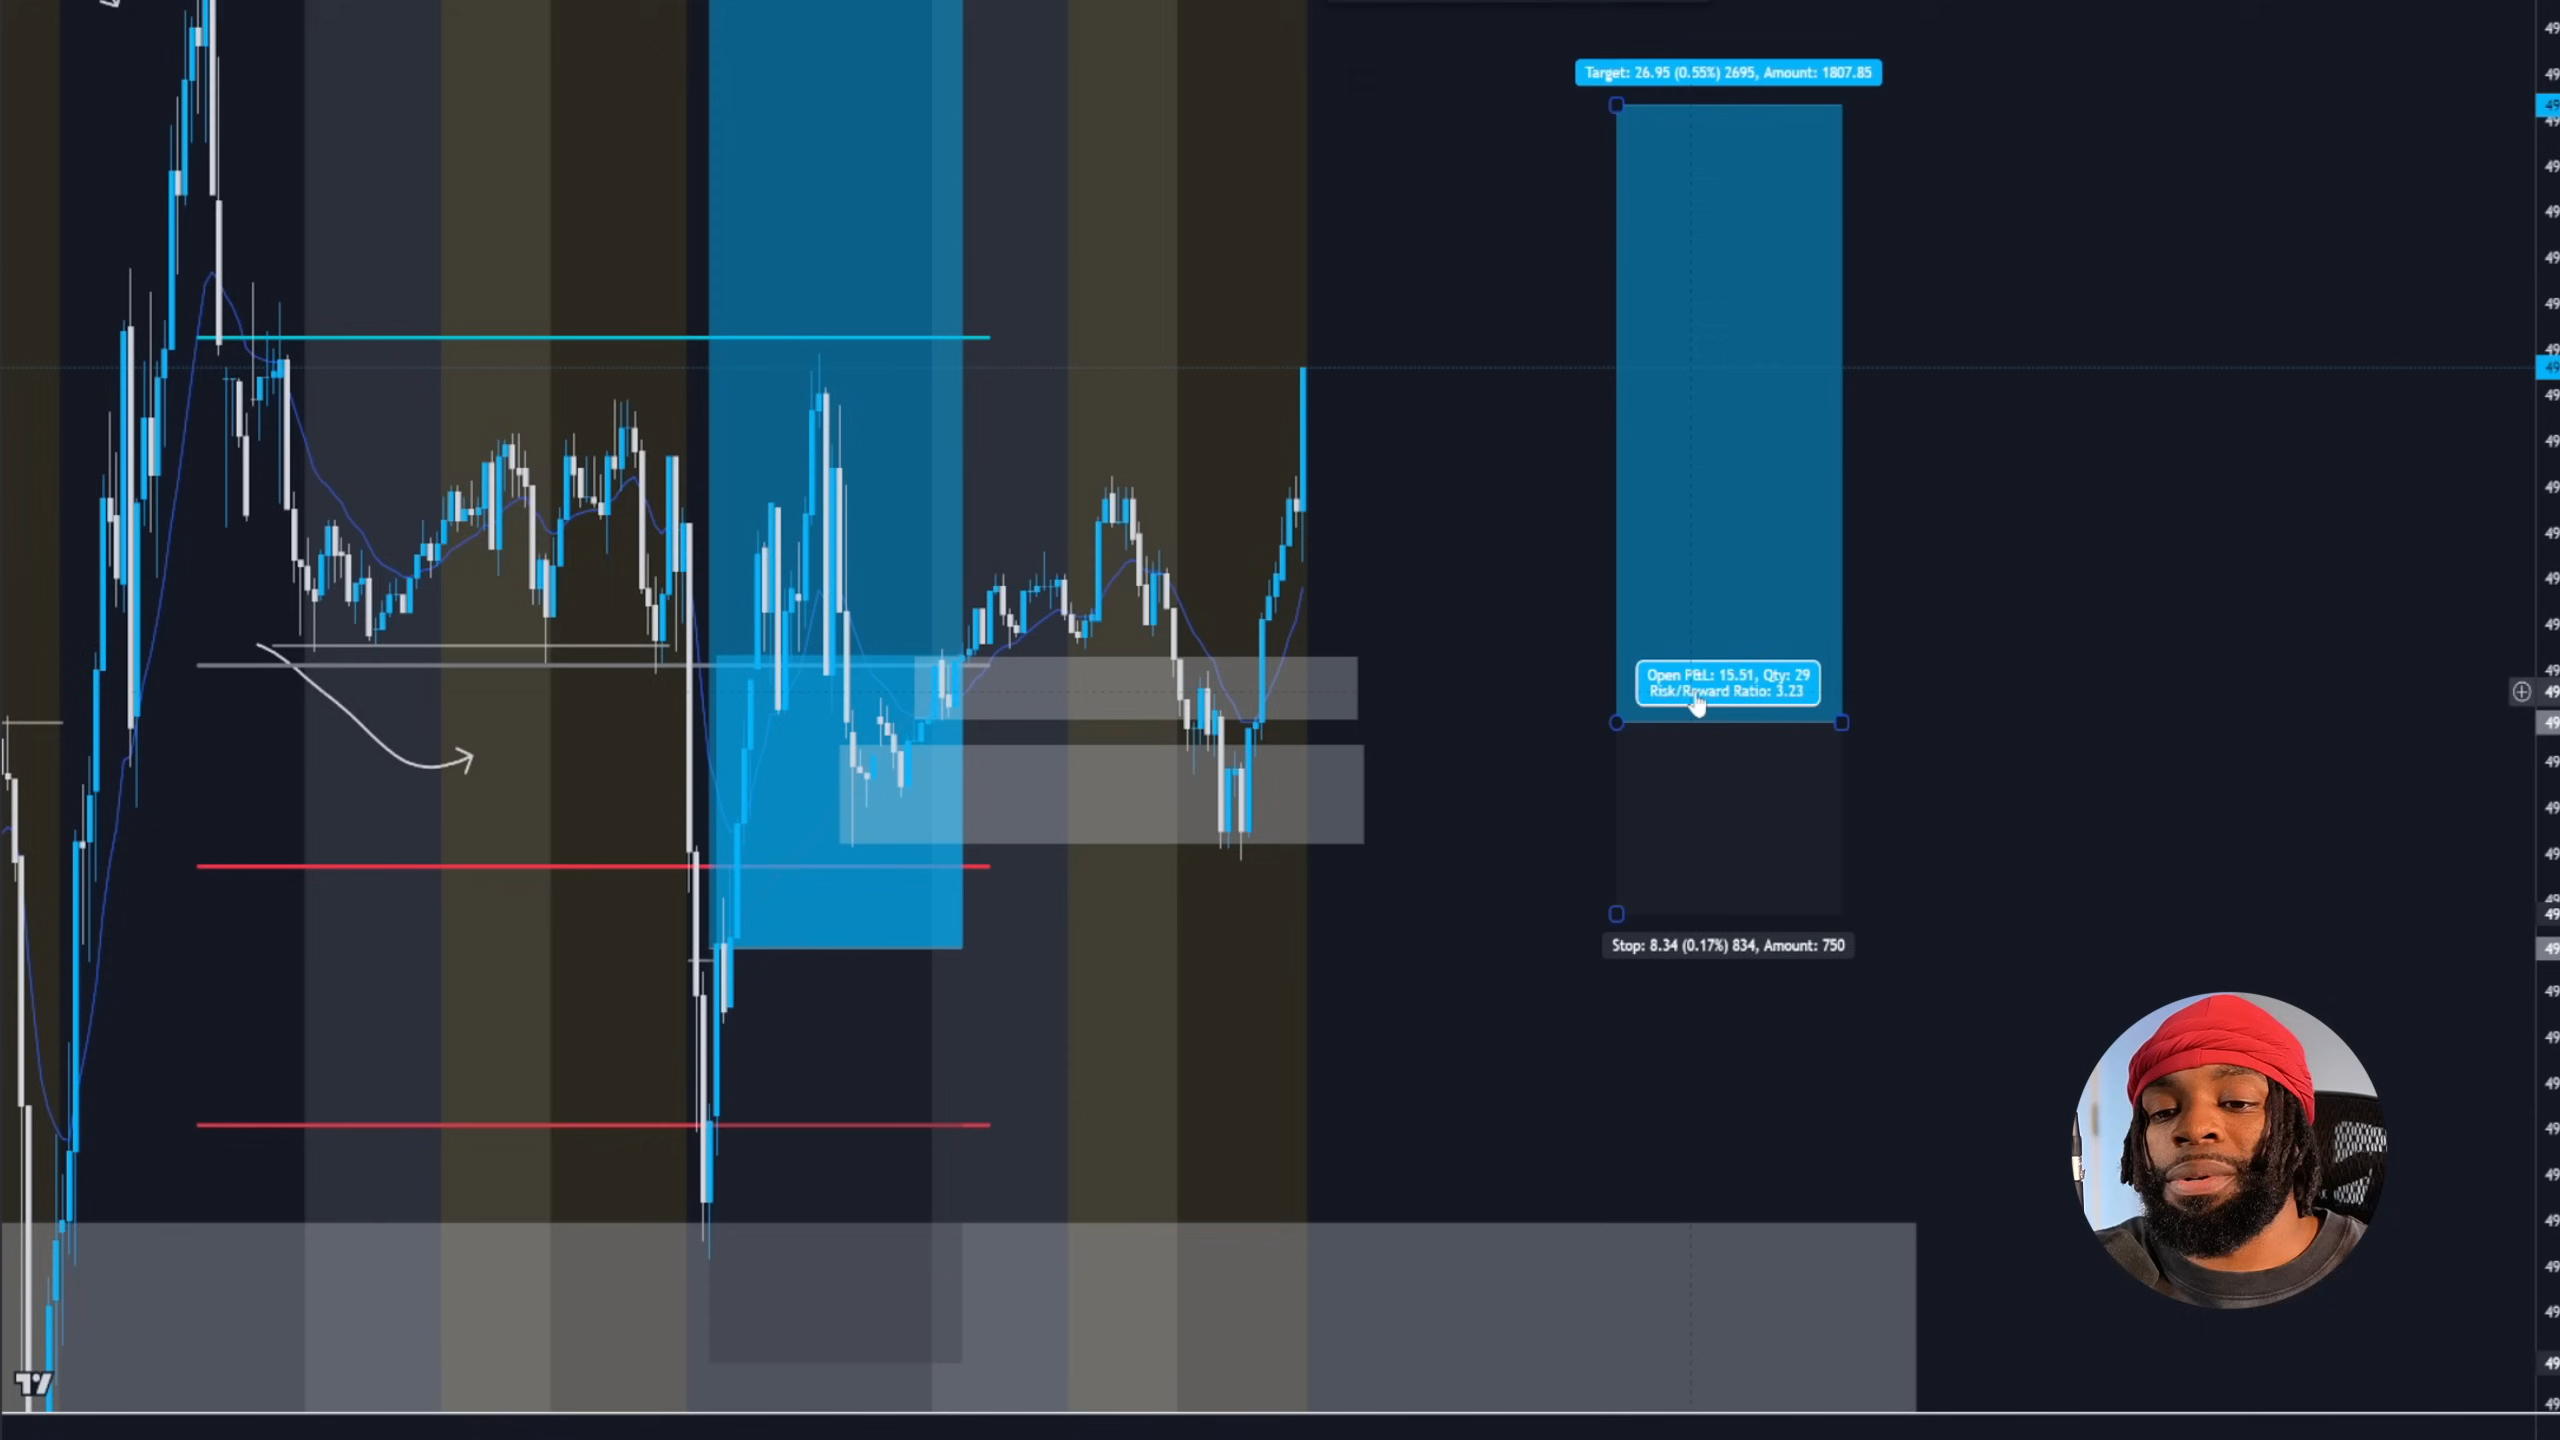 Target: 26.95 (0.55%) 2695, Amount: 1807.85
Open P&L: 15.51, Qty: 29
Risk/Reward Ratio: 3.23
Stop: 8.34 (0.17%) 834, Amount: 750